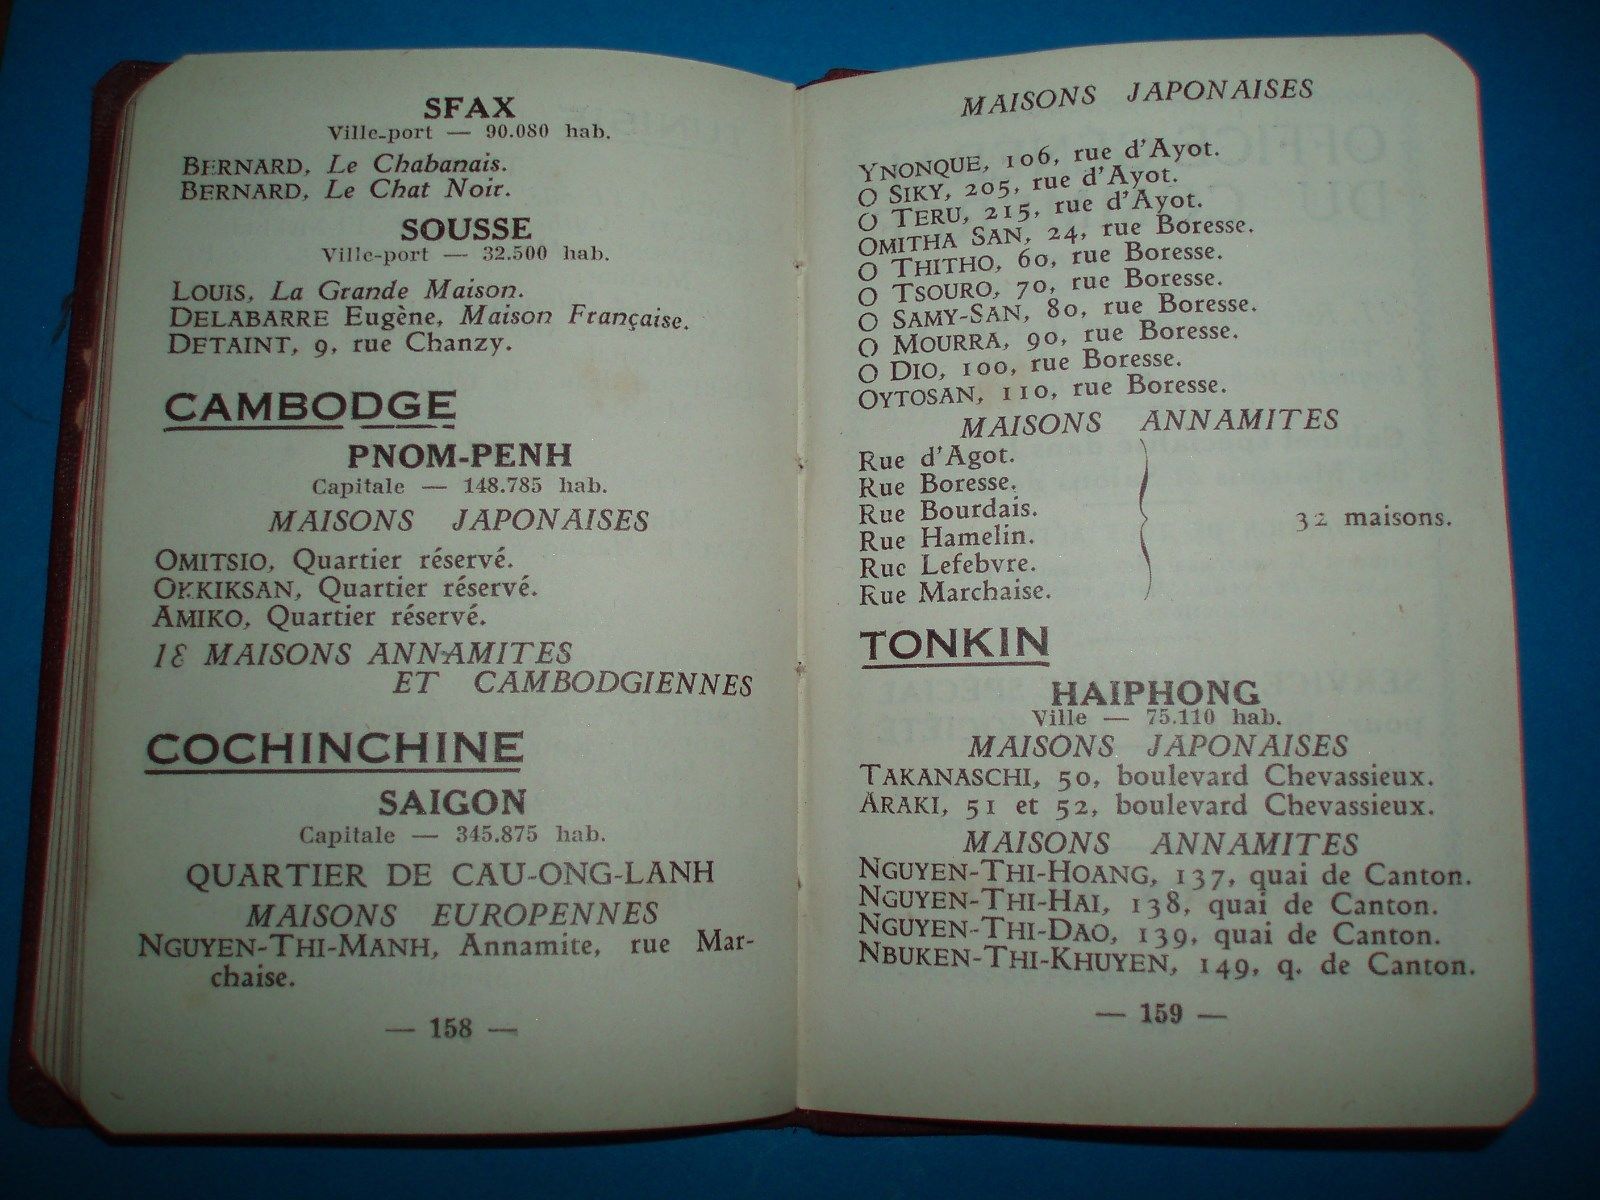 SFAX
Ville-port — 90.080 hab.
BERNARD, Le Chabanais.
BERNARD, Le Chat Noir.
SOUSSE
Ville-port — 32.500 hab.
LOUIS, La Grande Maison.
DELABARRE Eugène, Maison Française.
DETAINT, 9, rue Chanzy.
CAMBODGE
PNOM-PENH
Capitale — 148.785 hab.
MAISONS JAPONAISES
OMITSIO, Quartier réservé.
OKKIKSAN, Quartier réservé.
AMIKO, Quartier réservé.
18 MAISONS ANNAMITES
ET CAMBODGIENNES
COCHINCHINE
SAIGON
Capitale — 345.875 hab.
QUARTIER DE CAU-ONG-LANH
MAISONS EUROPENNES
NGUYEN-THI-MANH, Annamite, rue Mar-
chaise.
— 158 —
MAISONS JAPONAISES
YNONQUE, 106, rue d'Ayot.
O SIKY, 205, rue d'Ayot.
O TERU, 215, rue d'Ayot.
OMITHA SAN, 24, rue Boresse.
O THITHO, 60, rue Boresse.
O TSOURO, 70, rue Boresse.
O SAMY-SAN, 80, rue Boresse.
O MOURRA, 90, rue Boresse.
O DIO, 100, rue Boresse.
OYTOSAN, 110, rue Boresse.
MAISONS ANNAMITES
Rue d'Agot.
Rue Boresse.
Rue Bourdais.
Rue Hamelin.
Rue Lefebvre.
Rue Marchaise.
32 maisons.
TONKIN
HAIPHONG
Ville — 75.110 hab.
MAISONS JAPONAISES
TAKANASCHI, 50, boulevard Chevassieux.
ARAKI, 51 et 52, boulevard Chevassieux.
MAISONS ANNAMITES
NGUYEN-THI-HOANG, 137, quai de Canton.
NGUYEN-THI-HAI, 138, quai de Canton.
NGUYEN-THI-DAO, 139, quai de Canton.
NBUKEN-THI-KHUYEN, 149, q. de Canton.
— 159 —